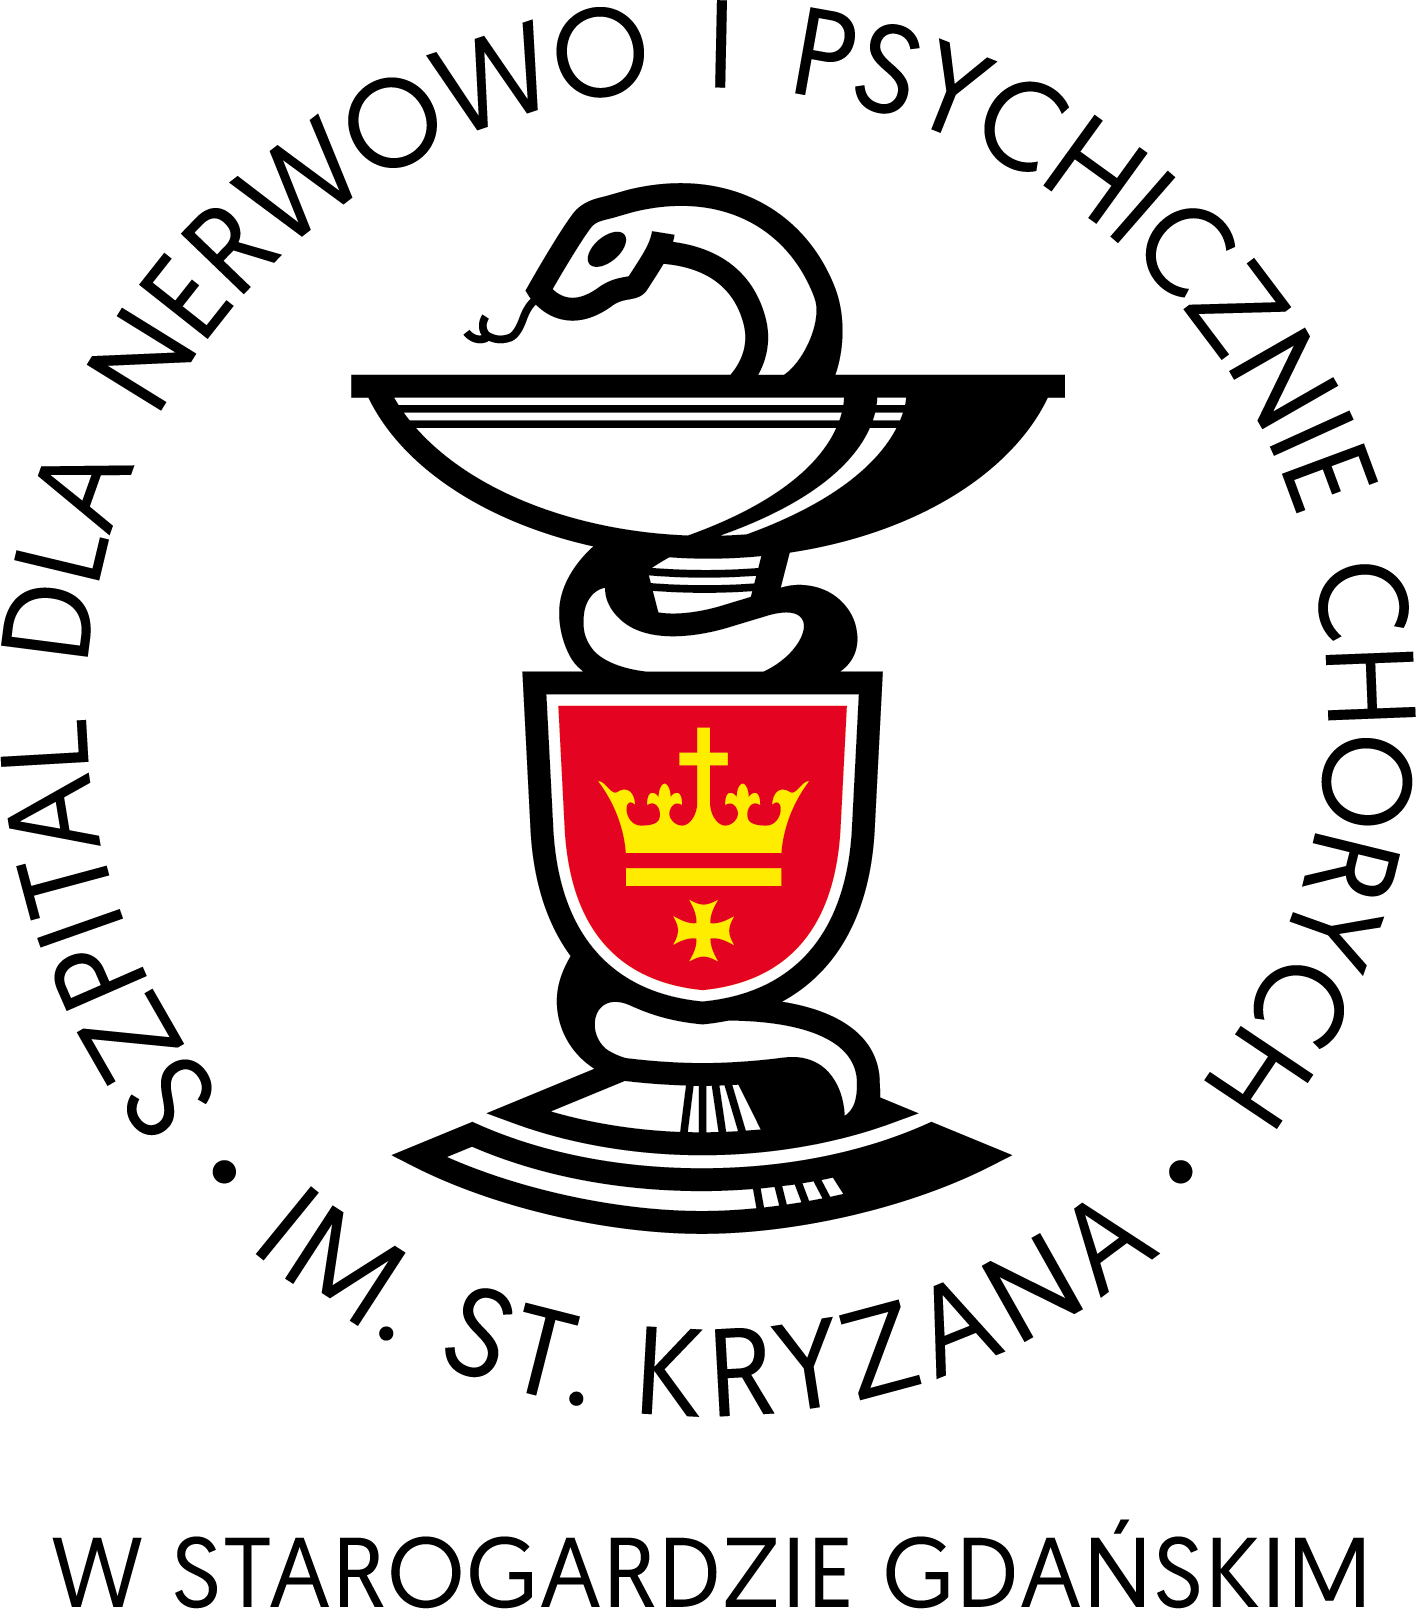 SZPITAL DLA NERWOWO I PSYCHICZNIE CHORYCH
• IM. ST. KRYZANA •
W STAROGARDZIE GDAŃSKIM